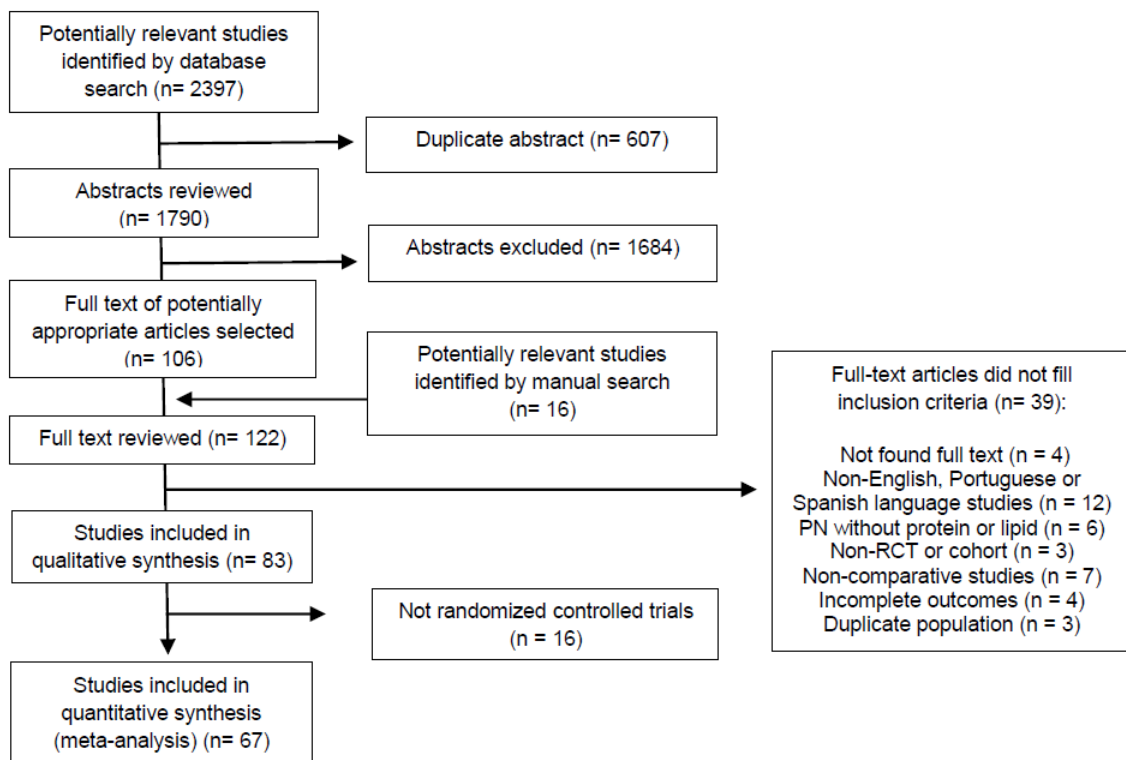 Potentially relevant studies
identified by database
search (n= 2397)
Duplicate abstract (n= 607)
Abstracts reviewed
(n= 1790)
Abstracts excluded (n= 1684)
Full text of potentially
appropriate articles selected
(n= 106)
Potentially relevant studies
identified by manual search
(n= 16)
Full text reviewed (n= 122)
Full-text articles did not fill
inclusion criteria (n= 39):
Not found full text (n = 4)
Non-English, Portuguese or
Spanish language studies (n = 12)
PN without protein or lipid (n = 6)
Non-RCT or cohort (n = 3)
Non-comparative studies (n = 7)
Incomplete outcomes (n = 4)
Duplicate population (n = 3)
Studies included in
qualitative synthesis (n= 83)
Not randomized controlled trials
(n = 16)
Studies included in
quantitative synthesis
(meta-analysis) (n= 67)